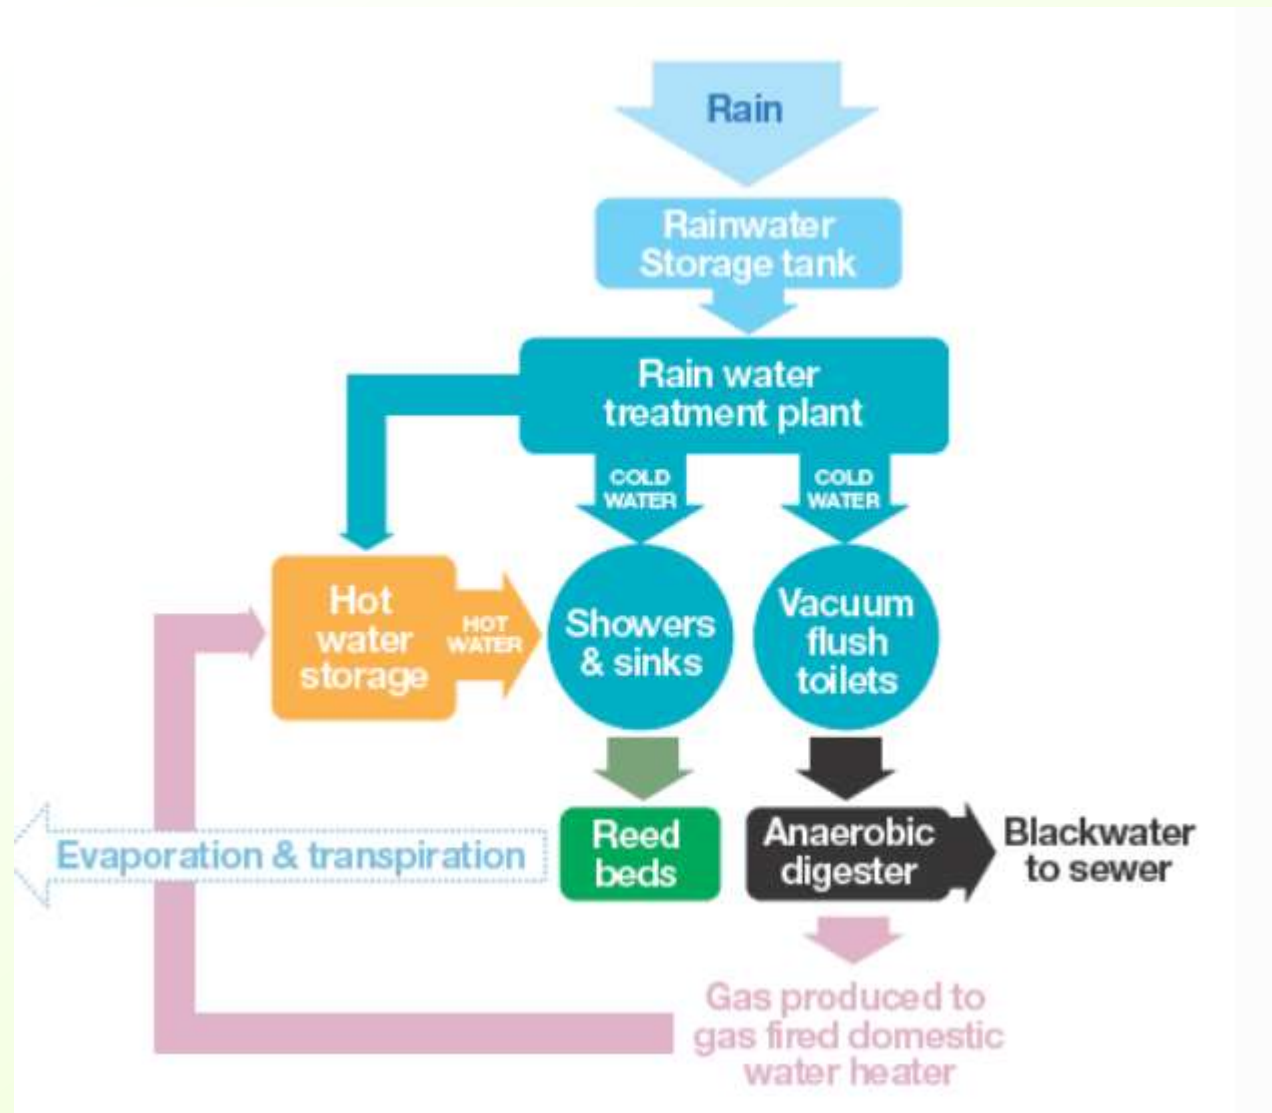 Rain
Rainwater
Storage tank
Rain water
treatment plant
COLD
WATER
COLD
WATER
Hot
water
storage
HOT
WATER
Showers
& sinks
Vacuum
flush
toilets
Evaporation & transpiration
Reed
beds
Anaerobic
digester
Blackwater
to sewer
Gas produced to
gas fired domestic
water heater